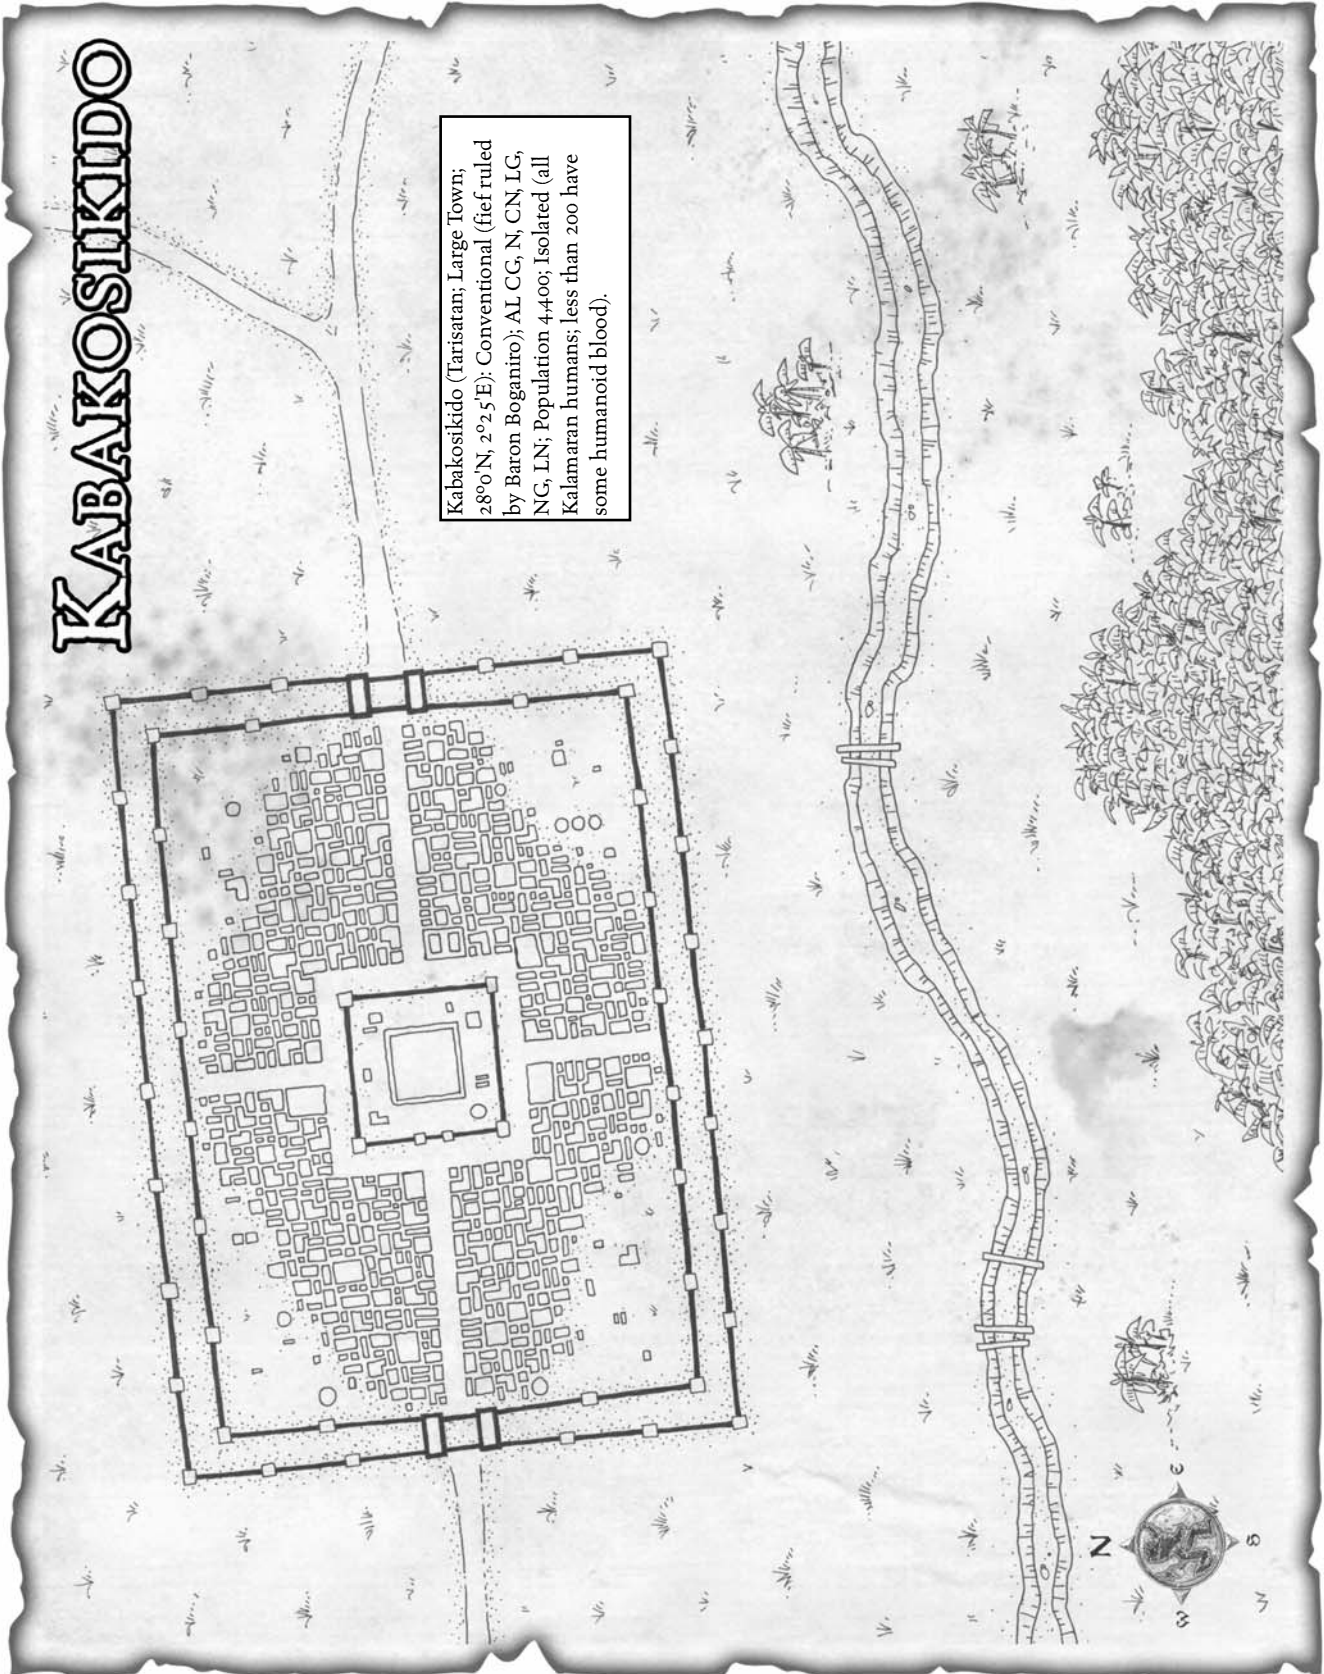 KABAKOSIKIDO
Kabakosikido (Tarisatan; Large Town;
28°0'N, 2°25'E): Conventional (fief ruled
by Baron Boganiro); AL CG, N, CN, LG,
NG, LN; Population 4,400; Isolated (all
Kalamaran humans; less than 200 have
some humanoid blood).
N
W
E
S